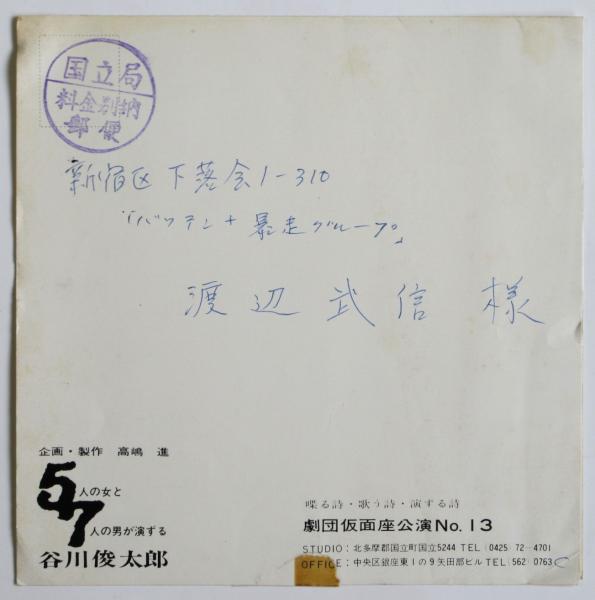 国立局
料金別納
郵便
新宿区下落合1-310
「バッテン+暴走グループ」
渡辺武信様
企画・製作 高嶋 進
5人の女と
7人の男が演ずる
谷川俊太郎
喋る詩・歌う詩・演ずる詩
劇団仮面座公演No.13
STUDIO:北多摩郡国立町国立5244 TEL(0425)72-4701
OFFICE:中央区銀座東1の9矢田部ビルTEL(562)0763